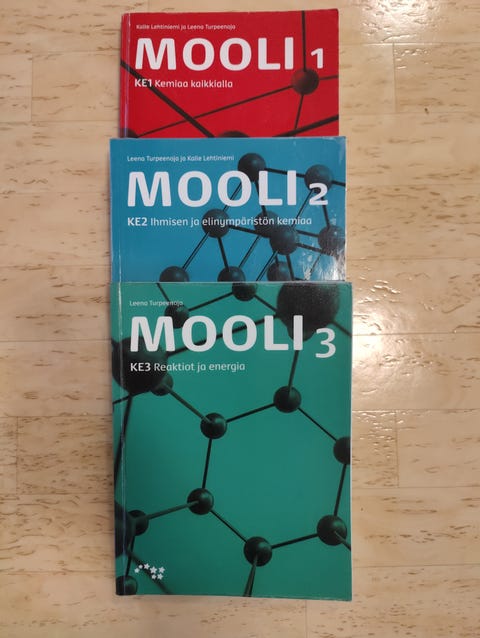 Kalle Lehtiniemi ja Leena Turpeenoja
MOOLI 1
KE1 Kemiaa kaikkialla
Leena Turpeenoja ja Kalle Lehtiniemi
MOOLI 2
KE2 Ihmisen ja elinympäristön kemiaa
Leena Turpeenoja
MOOLI 3
KE3 Reaktiot ja energia